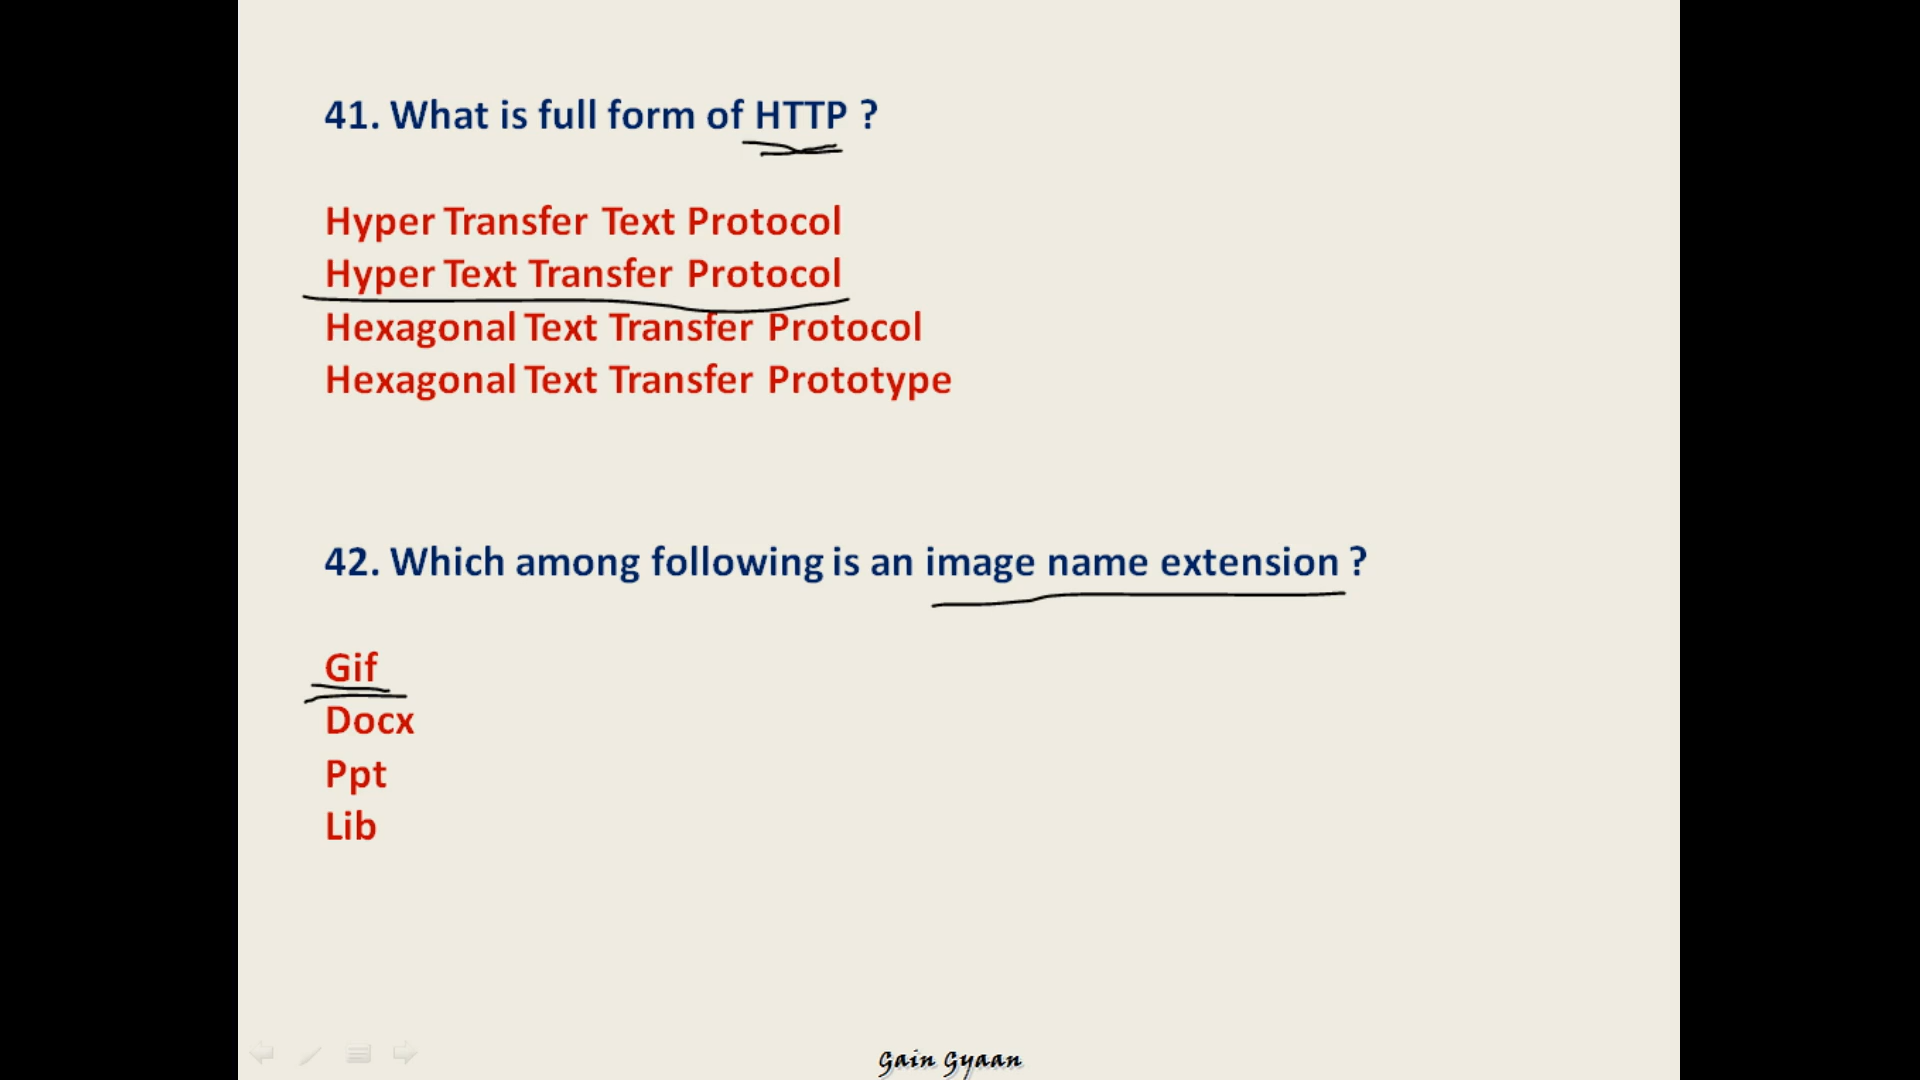 41. What is full form of HTTP ?
Hyper Transfer Text Protocol
Hyper Text Transfer Protocol
Hexagonal Text Transfer Protocol
Hexagonal Text Transfer Prototype
42. Which among following is an image name extension ?
Gif
Docx
Ppt
Lib
Gain Gyaan